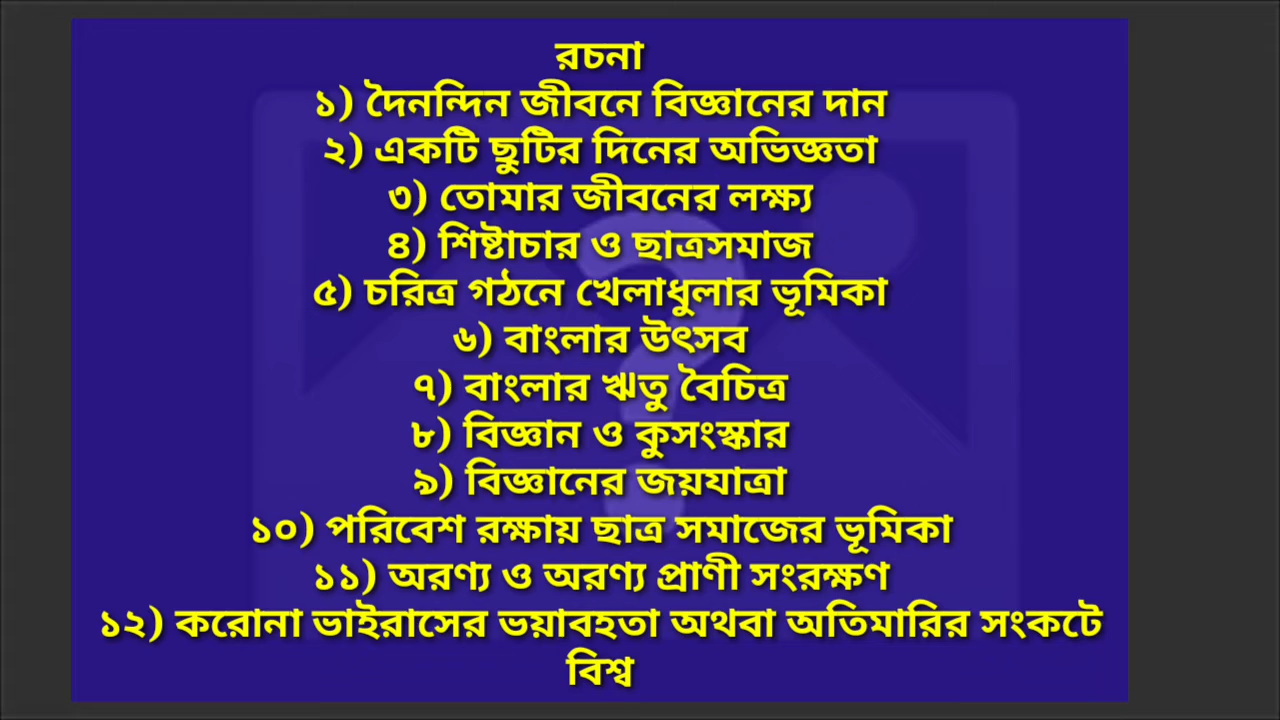 রচনা
১) দৈনন্দিন জীবনে বিজ্ঞানের দান
২) একটি ছুটির দিনের অভিজ্ঞতা
৩) তোমার জীবনের লক্ষ্য
৪) শিষ্টাচার ও ছাত্রসমাজ
৫) চরিত্র গঠনে খেলাধুলার ভূমিকা
৬) বাংলার উৎসব
৭) বাংলার ঋতু বৈচিত্র
৮) বিজ্ঞান ও কুসংস্কার
৯) বিজ্ঞানের জয়যাত্রা
১০) পরিবেশ রক্ষায় ছাত্র সমাজের ভূমিকা
১১) অরণ্য ও অরণ্য প্রাণী সংরক্ষণ
১২) করোনা ভাইরাসের ভয়াবহতা অথবা অতিমারির সংকটে
বিশ্ব